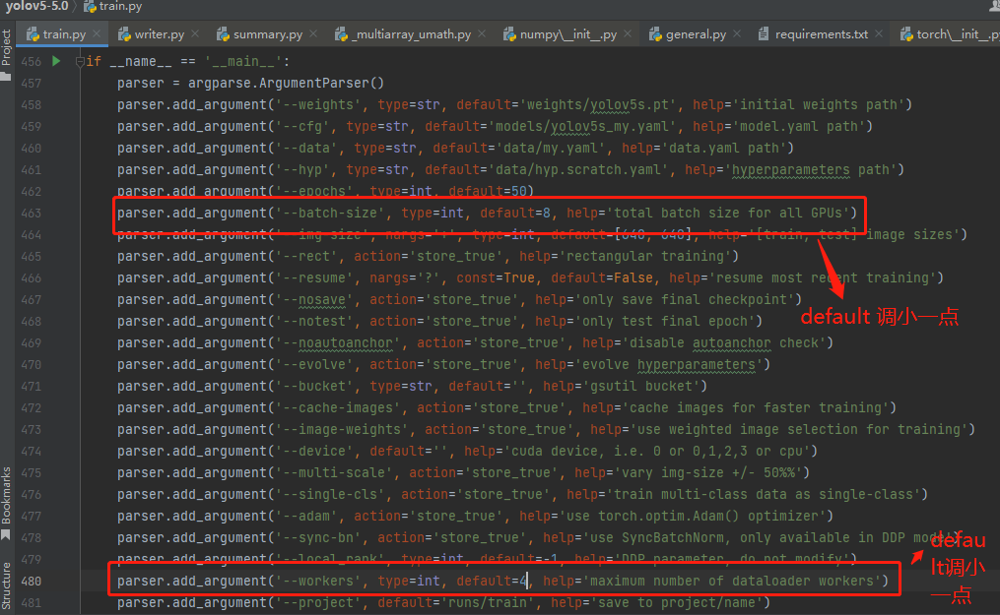 yolov5-5.0 train.py
train.py writer.py summary.py _multiarray_umath.py numpy\__init__.py general.py requirements.txt torch\__init__.py
Project
456 if __name__ == '__main__':
457 parser = argparse.ArgumentParser()
458 parser.add_argument('--weights', type=str, default='weights/yolov5s.pt', help='initial weights path')
459 parser.add_argument('--cfg', type=str, default='models/yolov5s_my.yaml', help='model.yaml path')
460 parser.add_argument('--data', type=str, default='data/my.yaml', help='data.yaml path')
461 parser.add_argument('--hyp', type=str, default='data/hyp.scratch.yaml', help='hyperparameters path')
462 parser.add_argument('--epochs', type=int, default=50)
463 parser.add_argument('--batch-size', type=int, default=8, help='total batch size for all GPUs')
464 parser.add_argument('--img-size', nargs='+', type=int, default=[640, 640], help='[train, test] image sizes')
465 parser.add_argument('--rect', action='store_true', help='rectangular training')
466 parser.add_argument('--resume', nargs='?', const=True, default=False, help='resume most recent training')
467 parser.add_argument('--nosave', action='store_true', help='only save final checkpoint')
default 调小一点
468 parser.add_argument('--notest', action='store_true', help='only test final epoch')
469 parser.add_argument('--noautoanchor', action='store_true', help='disable autoanchor check')
470 parser.add_argument('--evolve', action='store_true', help='evolve hyperparameters')
471 parser.add_argument('--bucket', type=str, default='', help='gsutil bucket')
472 parser.add_argument('--cache-images', action='store_true', help='cache images for faster training')
473 parser.add_argument('--image-weights', action='store_true', help='use weighted image selection for training')
474 parser.add_argument('--device', default='', help='cuda device, i.e. 0 or 0,1,2,3 or cpu')
475 parser.add_argument('--multi-scale', action='store_true', help='vary img-size +/- 50%%')
476 parser.add_argument('--single-cls', action='store_true', help='train multi-class data as single-class')
477 parser.add_argument('--adam', action='store_true', help='use torch.optim.Adam() optimizer')
478 parser.add_argument('--sync-bn', action='store_true', help='use SyncBatchNorm, only available in DDP mode')
479 parser.add_argument('--local_rank', type=int, default=-1, help='DDP parameter, do not modify')
480 parser.add_argument('--workers', type=int, default=4, help='maximum number of dataloader workers')
481 parser.add_argument('--project', default='runs/train', help='save to project/name')
defau
lt调小
一点
Bookmarks
Structure